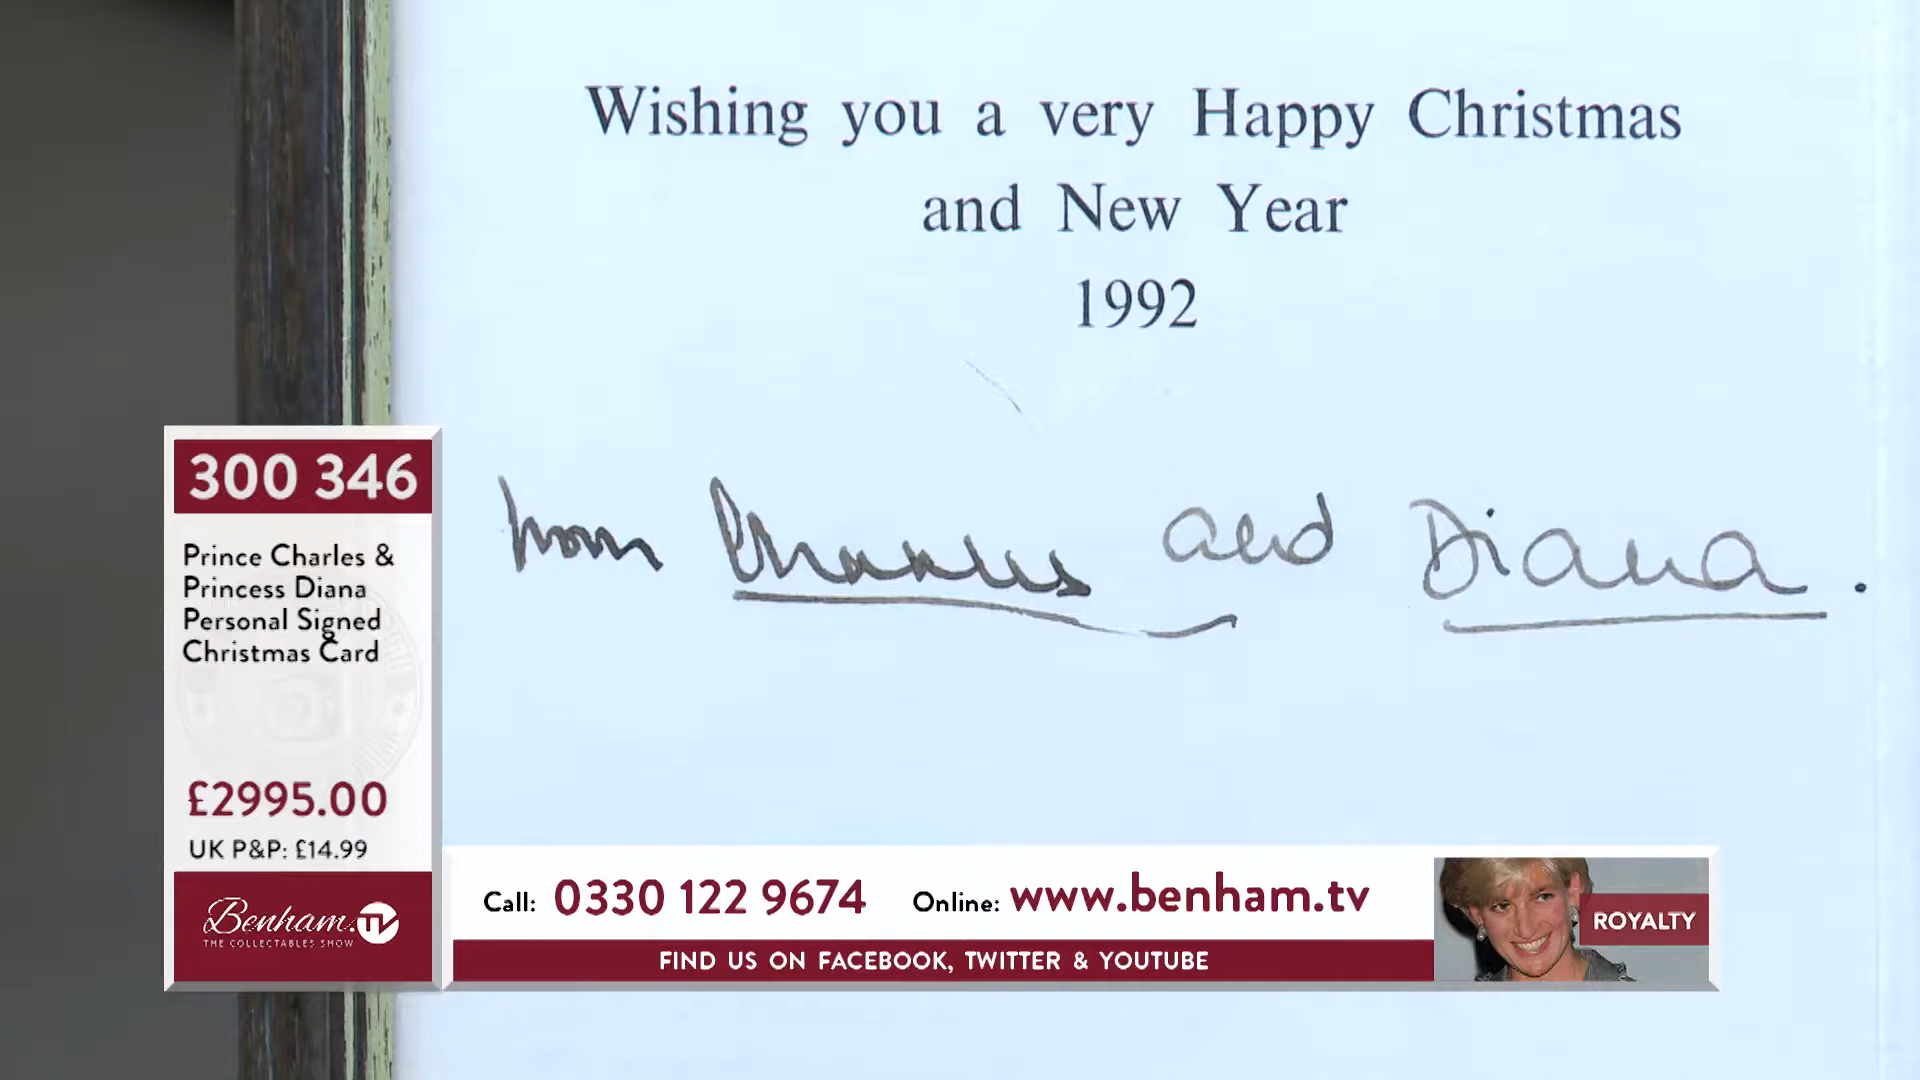 Wishing you a very Happy Christmas
and New Year
1992
from Charles and Diana.
300 346
Prince Charles &
Princess Diana
Personal Signed
Christmas Card
£2995.00
UK P&P: £14.99
Benham.TV
THE COLLECTABLES SHOW
Call: 0330 122 9674 Online: www.benham.tv
FIND US ON FACEBOOK, TWITTER & YOUTUBE
ROYALTY